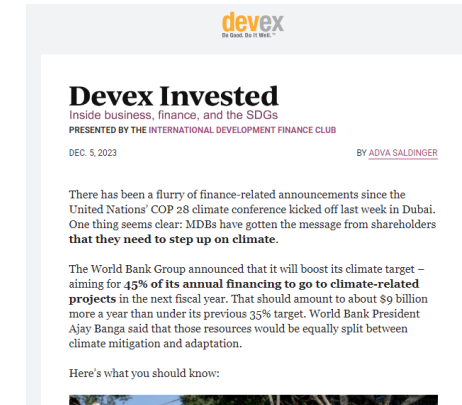 devex
Do Good. Do It Well.™
Devex Invested
Inside business, finance, and the SDGs
PRESENTED BY THE INTERNATIONAL DEVELOPMENT FINANCE CLUB
DEC. 5, 2023 BY ADVA SALDINGER
There has been a flurry of finance-related announcements since the
United Nations’ COP 28 climate conference kicked off last week in Dubai.
One thing seems clear: MDBs have gotten the message from shareholders
that they need to step up on climate.
The World Bank Group announced that it will boost its climate target –
aiming for 45% of its annual financing to go to climate-related
projects in the next fiscal year. That should amount to about $9 billion
more a year than under its previous 35% target. World Bank President
Ajay Banga said that those resources would be equally split between
climate mitigation and adaptation.
Here’s what you should know: